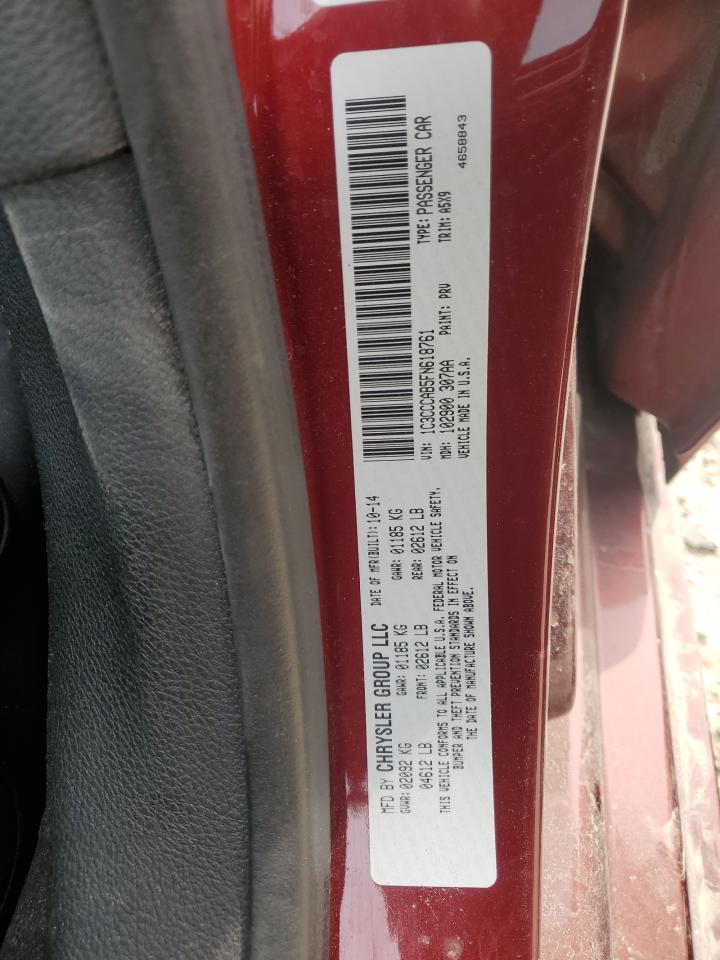 MFD BY CHRYSLER GROUP LLC DATE OF MFR(BUILT): 10-14
GVWR: 02092 KG GAWR: 01185 KG GAWR: 01185 KG
04612 LB FRONT: 02612 LB REAR: 02612 LB
THIS VEHICLE CONFORMS TO ALL APPLICABLE U.S.A. FEDERAL MOTOR VEHICLE SAFETY,
BUMPER AND THEFT PREVENTION STANDARDS IN EFFECT ON
THE DATE OF MANUFACTURE SHOWN ABOVE.
VIN: 1C3CCCAB5FN618761 TYPE: PASSENGER CAR
MDH: 102900 307AA PAINT: PRV TRIM: A5X9
VEHICLE MADE IN U.S.A. 4658843